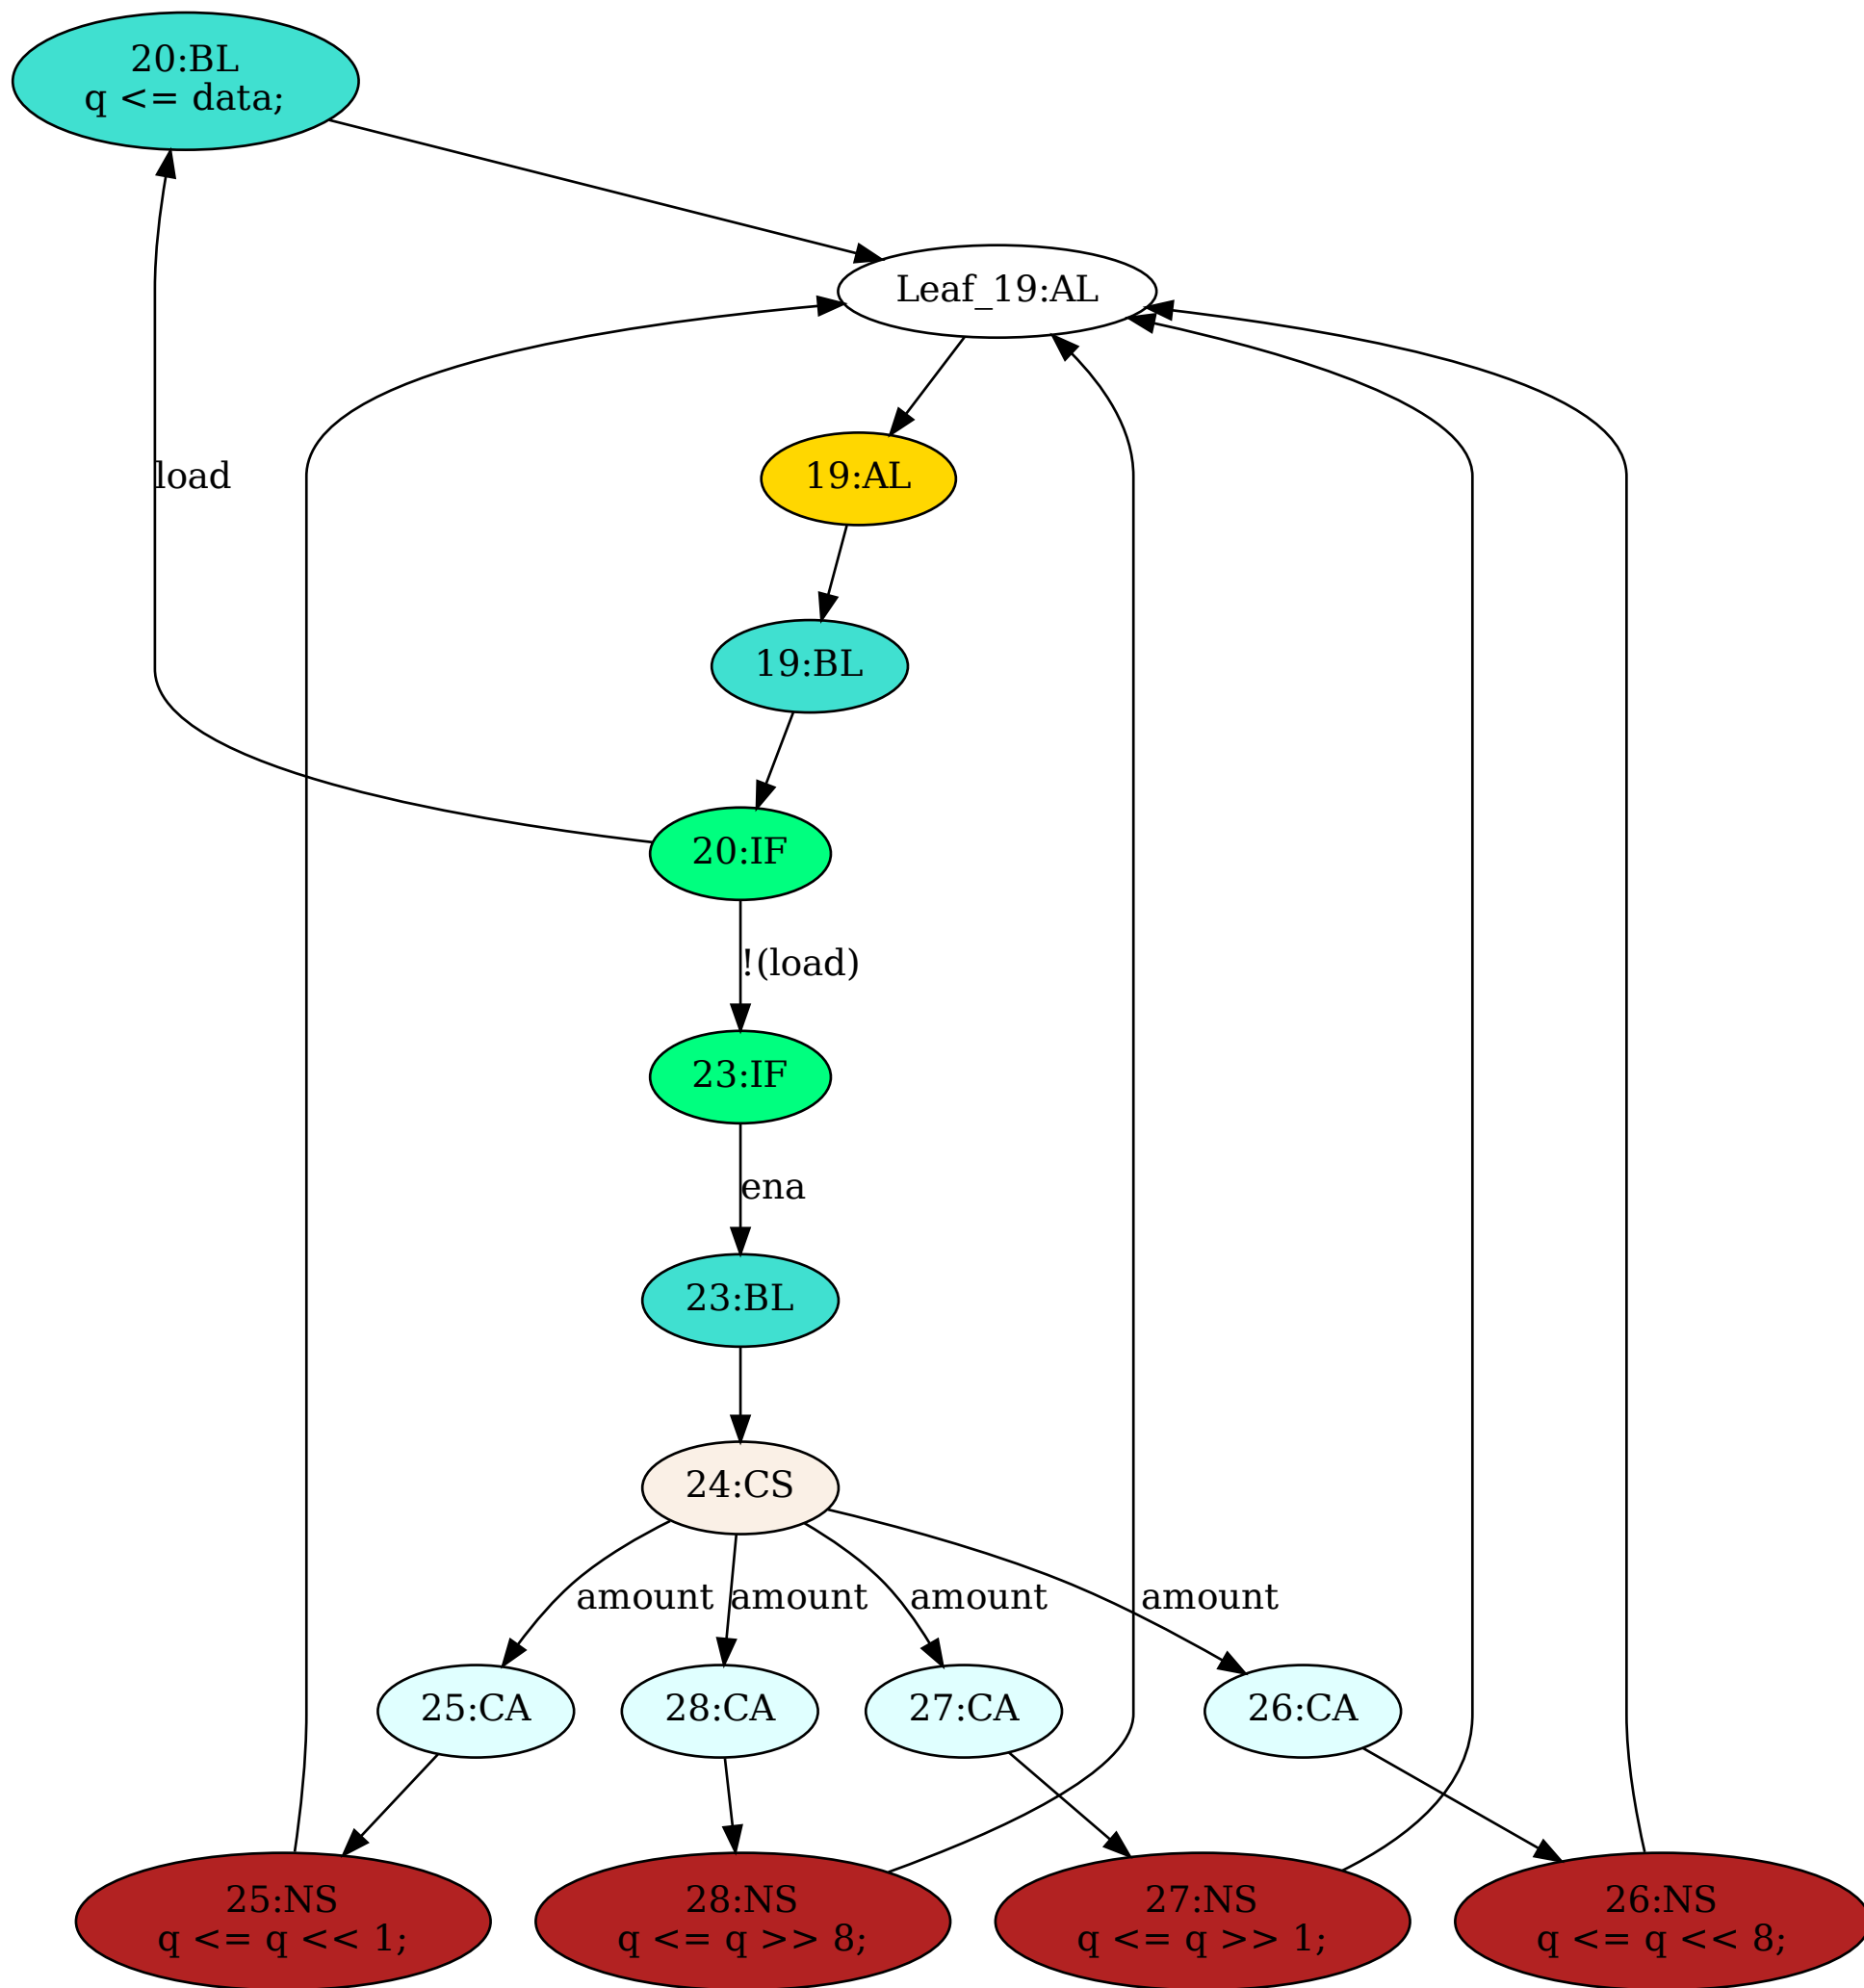 20:BL
q <= data;
Leaf_19:AL
load
19:AL
19:BL
20:IF
!(load)
23:IF
ena
23:BL
24:CS
amount
amount
amount
amount
25:CA
28:CA
27:CA
26:CA
25:NS
q <= q << 1;
28:NS
q <= q >> 8;
27:NS
q <= q >> 1;
26:NS
q <= q << 8;